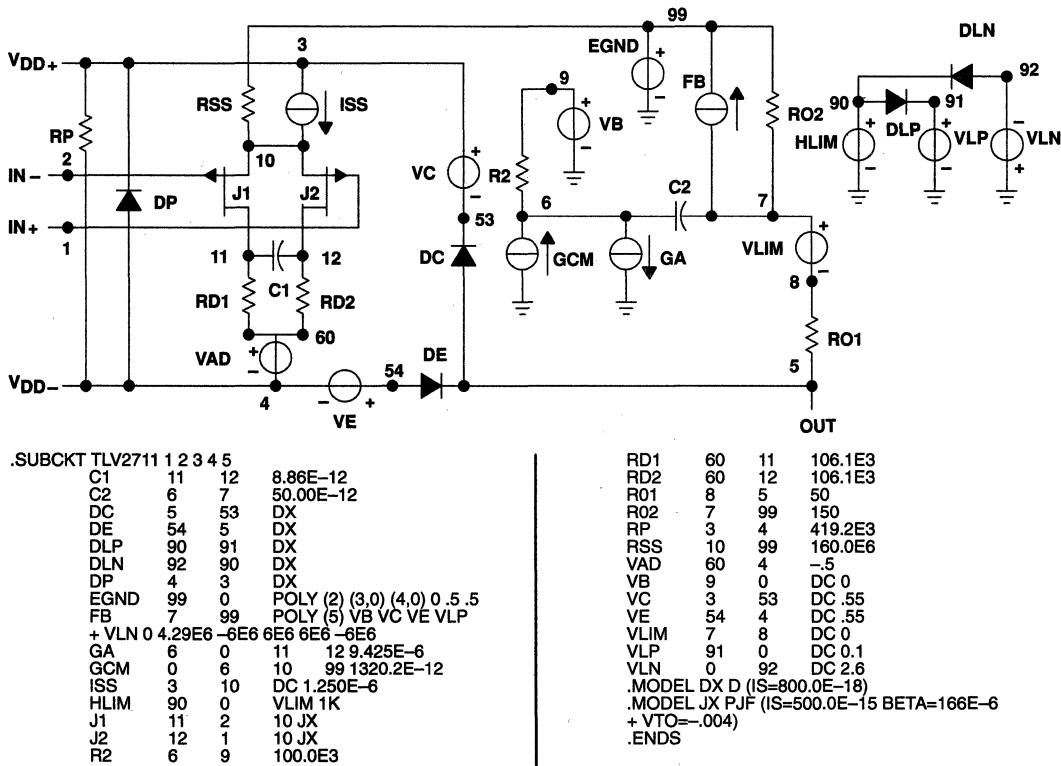 99
DLN
3
EGND
+
92
VDD+
9
FB
RSS
ISS
+
90
91
RO2
−
RP
VB
+
DLP
+
−
10
−
HLIM
VLP
VLN
2
+
R2
−
−
+
IN −
J1
J2
VC
C2
DP
−
6
7
IN+
53
+
1
11
12
DC
GCM
GA
VLIM
−
C1
8
RD1
RD2
60
RO1
+
DE
VAD
−
54
5
VDD−
4
−
+
VE
OUT
.SUBCKT TLV2711 1 2 3 4 5
C1 11 12 8.86E−12
C2 6 7 50.00E−12
DC 5 53 DX
DE 54 5 DX
DLP 90 91 DX
DLN 92 90 DX
DP 4 3 DX
EGND 99 0 POLY (2) (3,0) (4,0) 0 .5 .5
FB 7 99 POLY (5) VB VC VE VLP
+ VLN 0 4.29E6 −6E6 6E6 6E6 −6E6
GA 6 0 11 12 9.425E−6
GCM 0 6 10 99 1320.2E−12
ISS 3 10 DC 1.250E−6
HLIM 90 0 VLIM 1K
J1 11 2 10 JX
J2 12 1 10 JX
R2 6 9 100.0E3
RD1 60 11 106.1E3
RD2 60 12 106.1E3
R01 8 5 50
R02 7 99 150
RP 3 4 419.2E3
RSS 10 99 160.0E6
VAD 60 4 −.5
VB 9 0 DC 0
VC 3 53 DC .55
VE 54 4 DC .55
VLIM 7 8 DC 0
VLP 91 0 DC 0.1
VLN 0 92 DC 2.6
.MODEL DX D (IS=800.0E−18)
.MODEL JX PJF (IS=500.0E−15 BETA=166E−6
+ VTO=−.004)
.ENDS